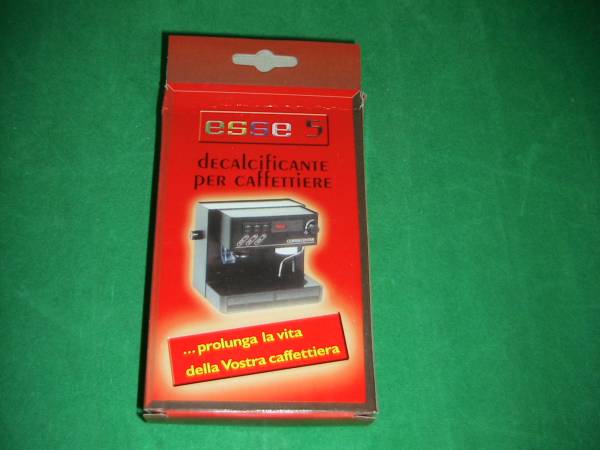 esse 5
decalcificante
per caffettiere
...prolunga la vita
della Vostra caffettiera